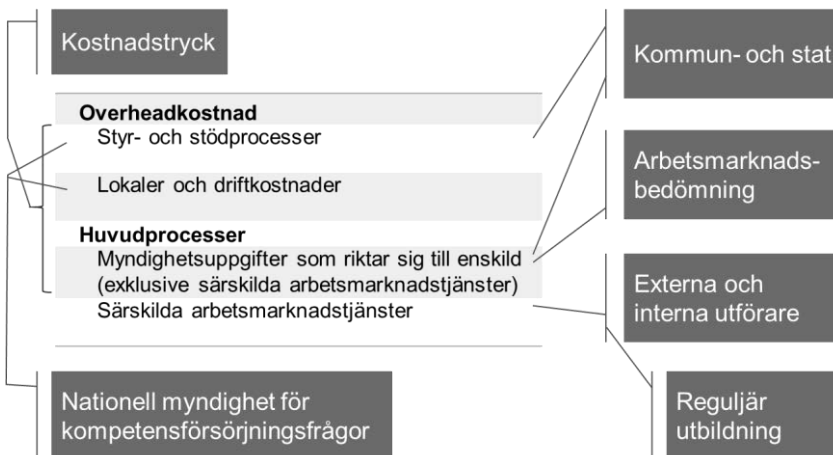 Kostnadstryck
Overheadkostnad
Styr- och stödprocesser
Lokaler och driftkostnader
Huvudprocesser
Myndighetsuppgifter som riktar sig till enskild
(exklusive särskilda arbetsmarknadstjänster)
Särskilda arbetsmarknadstjänster
Nationell myndighet för
kompetensförsörjningsfrågor
Kommun- och stat
Arbetsmarknads-
bedömning
Externa och
interna utförare
Reguljär
utbildning